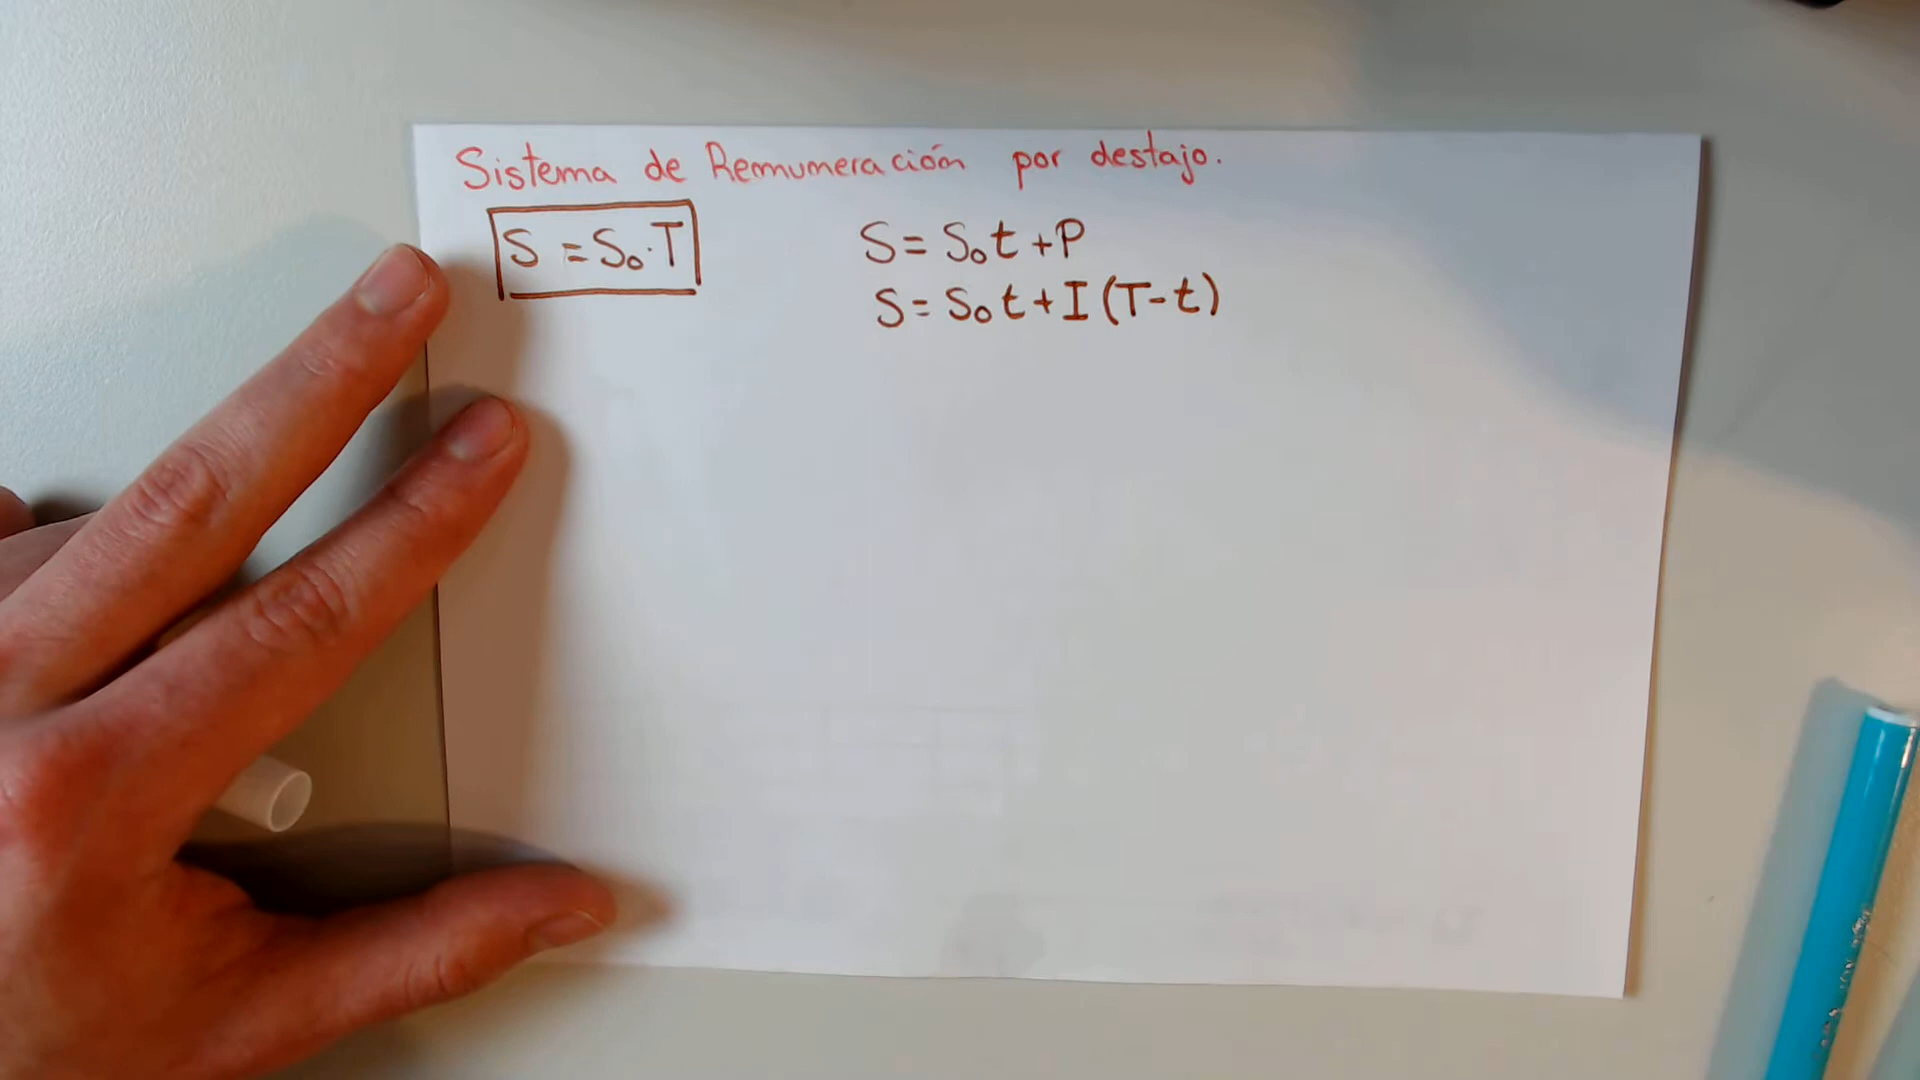 Sistema de Remumeración por destajo.
S = S₀·T
S = S₀t + P
S = S₀t + I (T-t)